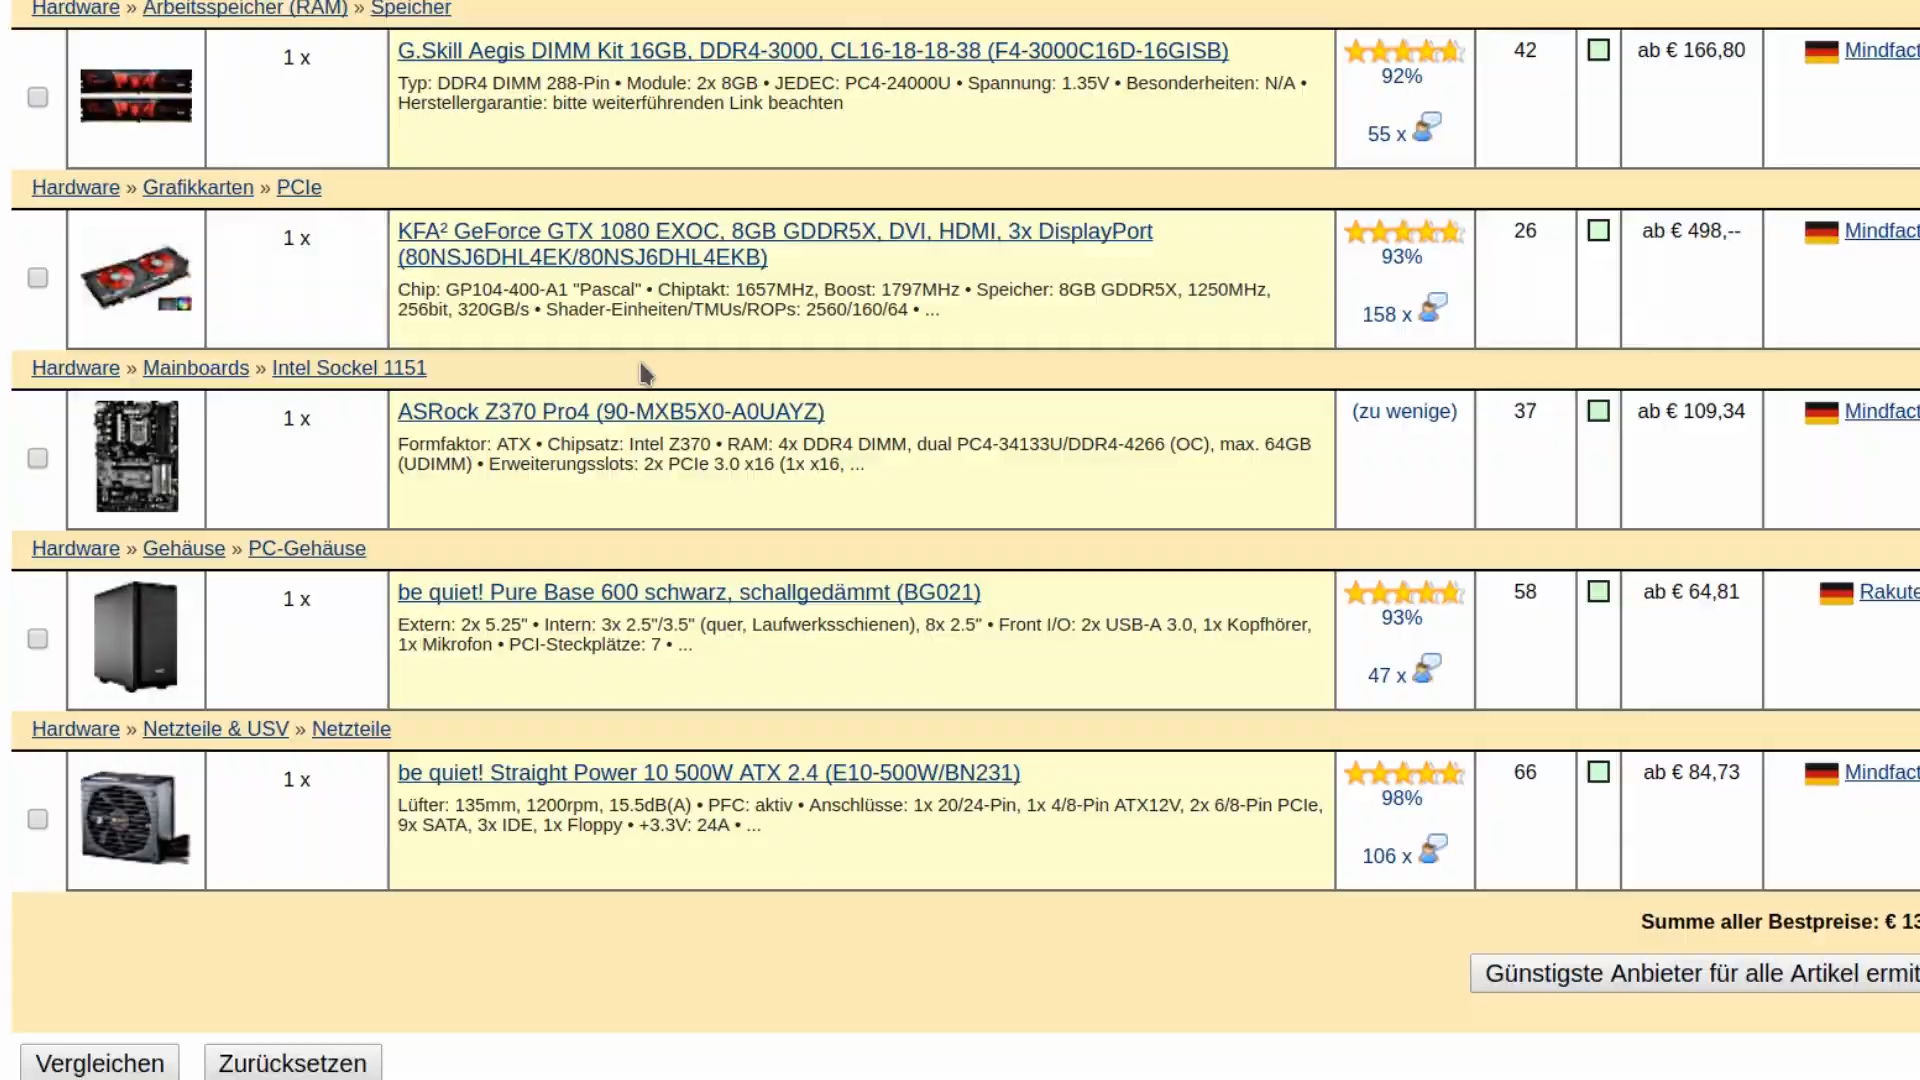 Hardware » Arbeitsspeicher (RAM) » Speicher
1 x
G.Skill Aegis DIMM Kit 16GB, DDR4-3000, CL16-18-18-38 (F4-3000C16D-16GISB)
Typ: DDR4 DIMM 288-Pin • Module: 2x 8GB • JEDEC: PC4-24000U • Spannung: 1.35V • Besonderheiten: N/A •
Herstellergarantie: bitte weiterführenden Link beachten
92%
55 x
42
ab € 166,80
Mindfact
Hardware » Grafikkarten » PCIe
1 x
KFA² GeForce GTX 1080 EXOC, 8GB GDDR5X, DVI, HDMI, 3x DisplayPort
(80NSJ6DHL4EK/80NSJ6DHL4EKB)
Chip: GP104-400-A1 "Pascal" • Chiptakt: 1657MHz, Boost: 1797MHz • Speicher: 8GB GDDR5X, 1250MHz,
256bit, 320GB/s • Shader-Einheiten/TMUs/ROPs: 2560/160/64 • ...
93%
158 x
26
ab € 498,--
Mindfact
Hardware » Mainboards » Intel Sockel 1151
1 x
ASRock Z370 Pro4 (90-MXB5X0-A0UAYZ)
Formfaktor: ATX • Chipsatz: Intel Z370 • RAM: 4x DDR4 DIMM, dual PC4-34133U/DDR4-4266 (OC), max. 64GB
(UDIMM) • Erweiterungsslots: 2x PCIe 3.0 x16 (1x x16, ...
(zu wenige)
37
ab € 109,34
Mindfact
Hardware » Gehäuse » PC-Gehäuse
1 x
be quiet! Pure Base 600 schwarz, schallgedämmt (BG021)
Extern: 2x 5.25" • Intern: 3x 2.5"/3.5" (quer, Laufwerksschienen), 8x 2.5" • Front I/O: 2x USB-A 3.0, 1x Kopfhörer,
1x Mikrofon • PCI-Steckplätze: 7 • ...
93%
47 x
58
ab € 64,81
Rakute
Hardware » Netzteile & USV » Netzteile
1 x
be quiet! Straight Power 10 500W ATX 2.4 (E10-500W/BN231)
Lüfter: 135mm, 1200rpm, 15.5dB(A) • PFC: aktiv • Anschlüsse: 1x 20/24-Pin, 1x 4/8-Pin ATX12V, 2x 6/8-Pin PCIe,
9x SATA, 3x IDE, 1x Floppy • +3.3V: 24A • ...
98%
106 x
66
ab € 84,73
Mindfact
Summe aller Bestpreise: € 13
Günstigste Anbieter für alle Artikel ermit
Vergleichen
Zurücksetzen